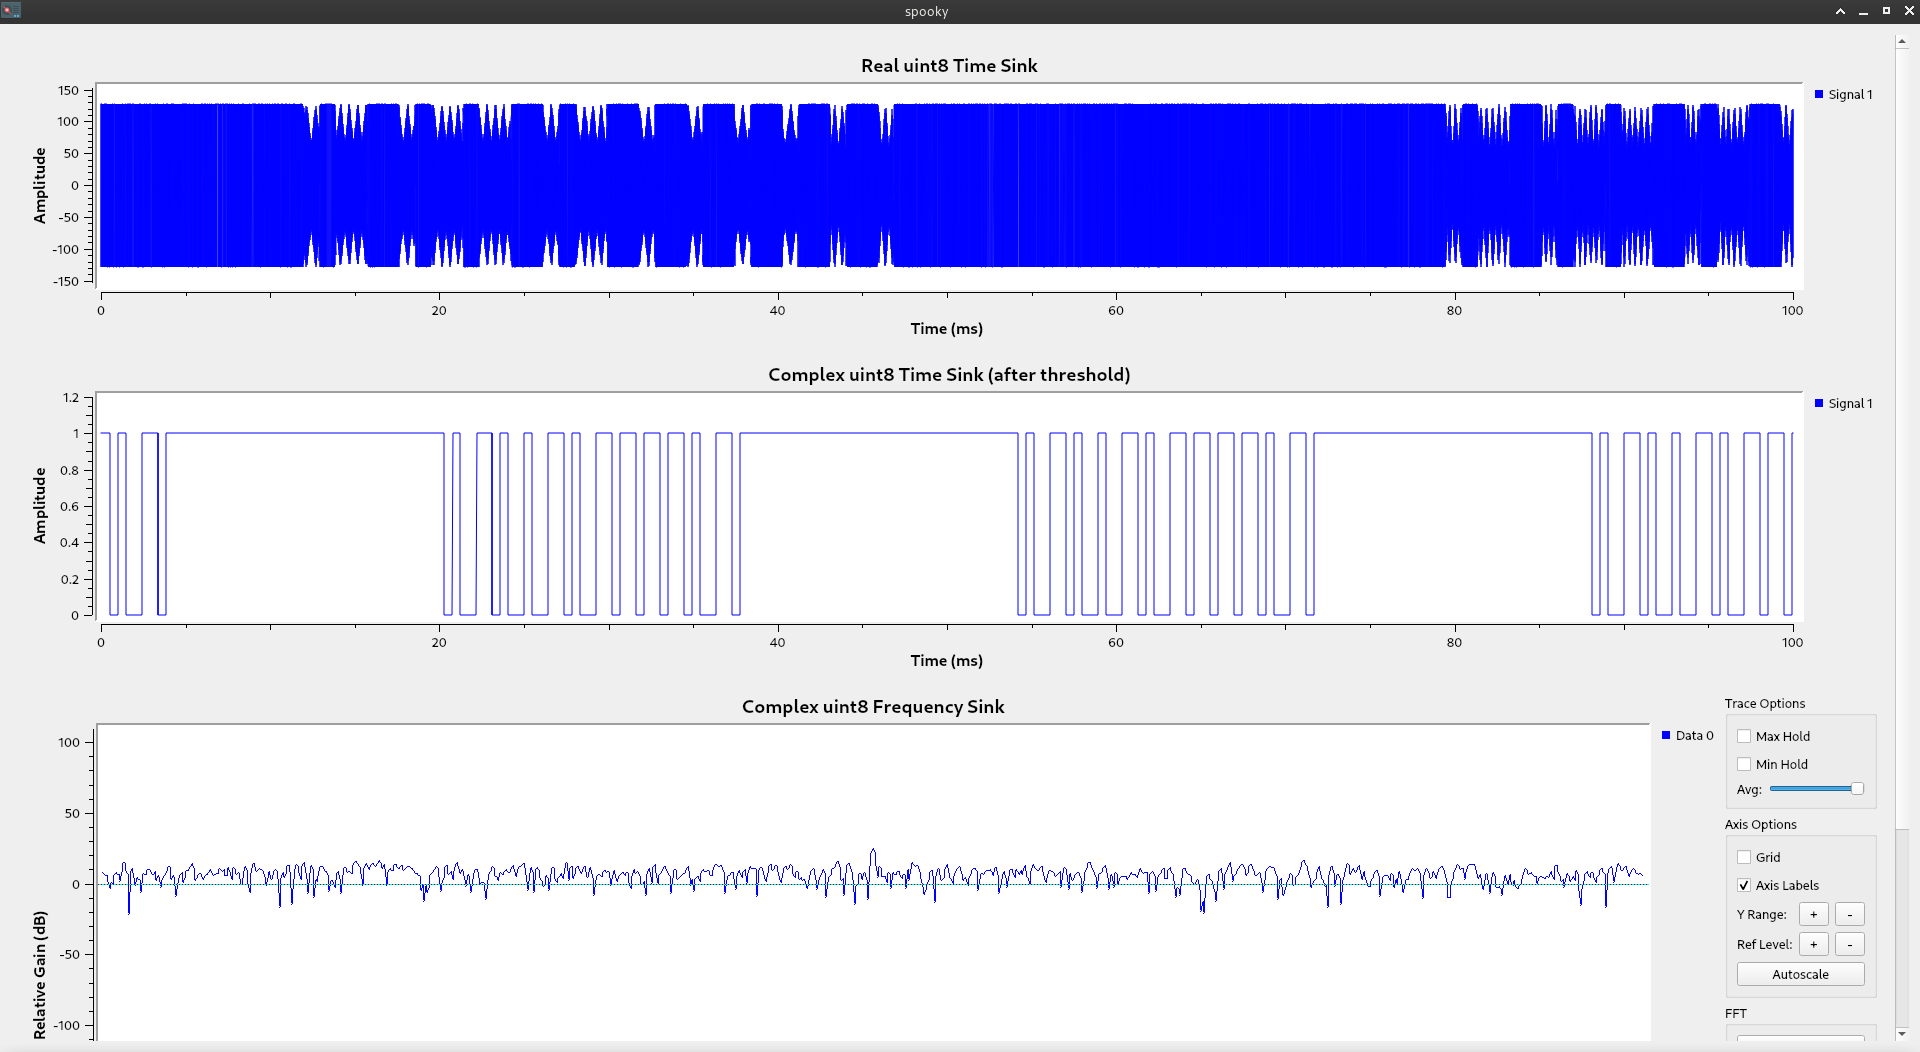 spooky
Real uint8 Time Sink
Signal 1
150
100
50
0
-50
-100
-150
Amplitude
0 20 40 60 80 100
Time (ms)
Complex uint8 Time Sink (after threshold)
Signal 1
1.2
1
0.8
0.6
0.4
0.2
0
Amplitude
0 20 40 60 80 100
Time (ms)
Complex uint8 Frequency Sink
Data 0
100
50
0
-50
-100
Relative Gain (dB)
Trace Options
Max Hold
Min Hold
Avg:
Axis Options
Grid
Axis Labels
Y Range: + -
Ref Level: + -
Autoscale
FFT